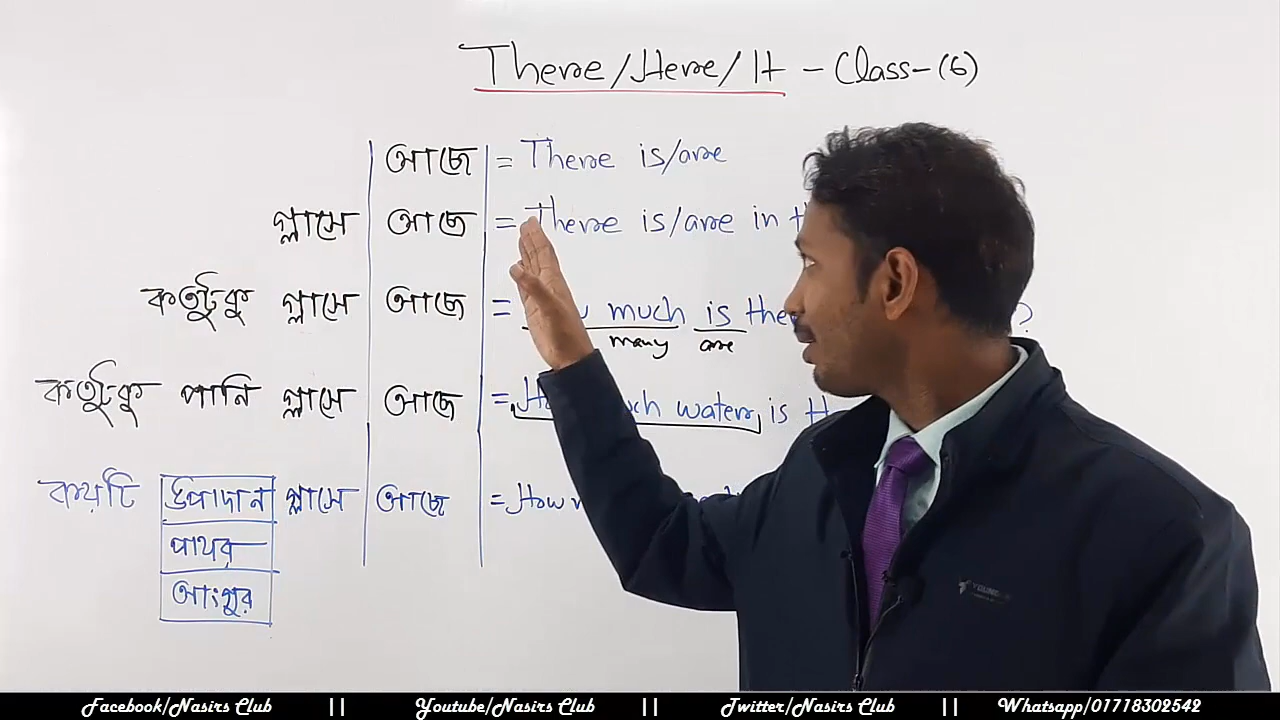 There/Here/It - Class-(6)
আছে = There is/are
গ্লাসে আছে = There is/are in
কতটুকু গ্লাসে আছে = much is ?
many are
কতটুকু পানি গ্লাসে আছে = How much water is
কয়টি উপাদান গ্লাসে আছে = How
পাথর
আংগুর
Facebook/Nasirs Club || Youtube/Nasirs Club || Twitter/Nasirs Club || Whatsapp/01718302542